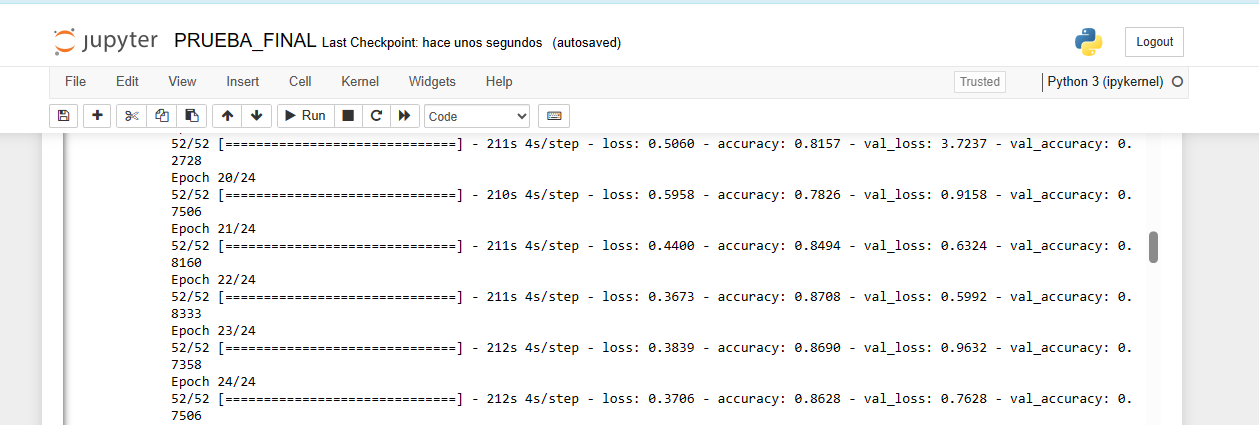 jupyter PRUEBA_FINAL Last Checkpoint: hace unos segundos (autosaved)
Logout
File Edit View Insert Cell Kernel Widgets Help
Trusted
Python 3 (ipykernel)
Run
Code
52/52 [==============================] - 211s 4s/step - loss: 0.5060 - accuracy: 0.8157 - val_loss: 3.7237 - val_accuracy: 0.
2728
Epoch 20/24
52/52 [==============================] - 210s 4s/step - loss: 0.5958 - accuracy: 0.7826 - val_loss: 0.9158 - val_accuracy: 0.
7506
Epoch 21/24
52/52 [==============================] - 211s 4s/step - loss: 0.4400 - accuracy: 0.8494 - val_loss: 0.6324 - val_accuracy: 0.
8160
Epoch 22/24
52/52 [==============================] - 211s 4s/step - loss: 0.3673 - accuracy: 0.8708 - val_loss: 0.5992 - val_accuracy: 0.
8333
Epoch 23/24
52/52 [==============================] - 212s 4s/step - loss: 0.3839 - accuracy: 0.8690 - val_loss: 0.9632 - val_accuracy: 0.
7358
Epoch 24/24
52/52 [==============================] - 212s 4s/step - loss: 0.3706 - accuracy: 0.8628 - val_loss: 0.7628 - val_accuracy: 0.
7506